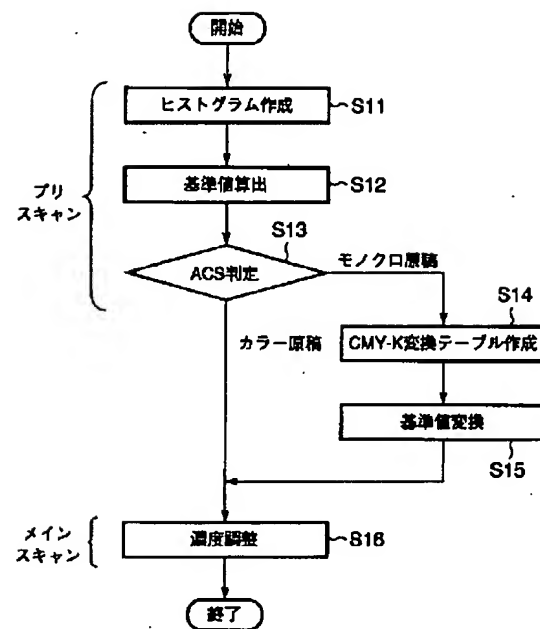 開始
ヒストグラム作成
S11
基準値算出
S12
プリ
スキャン
S13
ACS判定
モノクロ原稿
S14
カラー原稿
CMY-K変換テーブル作成
基準値変換
S15
メイン
スキャン
濃度調整
S16
終了